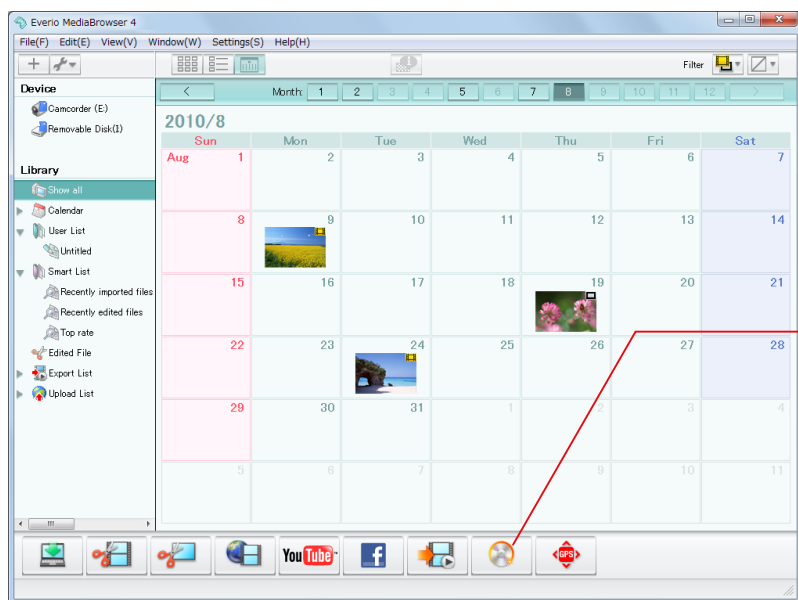 Everio MediaBrowser 4
File(F) Edit(E) View(V) Window(W) Settings(S) Help(H)
Filter
Device
Camcorder (E:)
Removable Disk(I)
Library
Show all
Calendar
User List
Untitled
Smart List
Recently imported files
Recently edited files
Top rate
Edited File
Export List
Upload List
< Month: 1 2 3 4 5 6 7 8 9 10 11 12 >
2010/8
Sun Mon Tue Wed Thu Fri Sat
Aug 1 2 3 4 5 6 7
8 9 10 11 12 13 14
15 16 17 18 19 20 21
22 23 24 25 26 27 28
29 30 31 1 2 3 4
5 6 7 8 9 10 11
YouTube f GPS